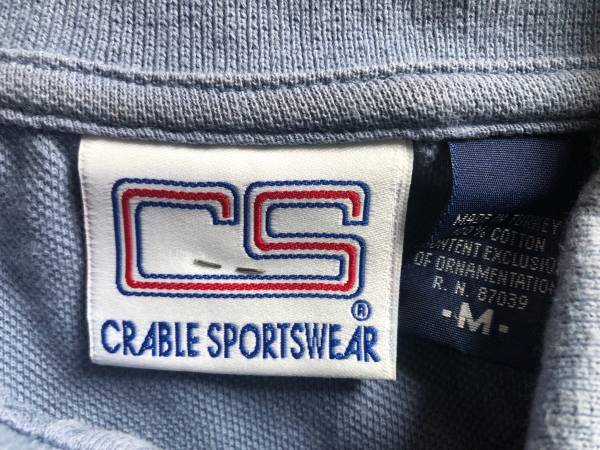 CS
®
CRABLE SPORTSWEAR
MADE IN TURKEY
100% COTTON
CONTENT EXCLUSIVE
OF ORNAMENTATION
R. N. 87039
-M-